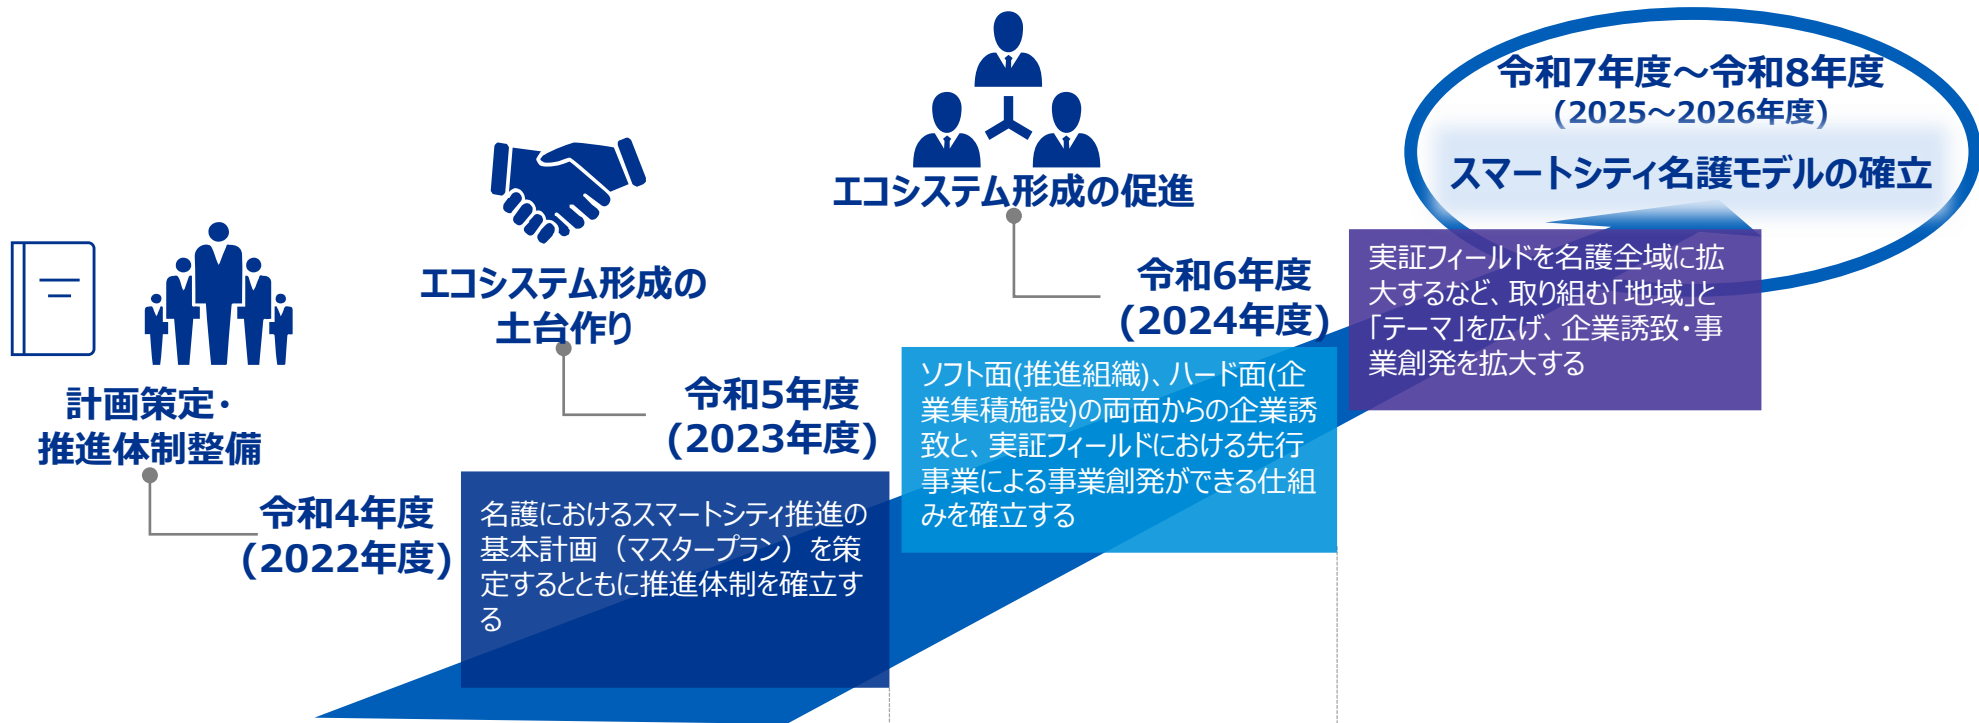 計画策定・
推進体制整備
令和4年度
(2022年度)
名護におけるスマートシティ推進の
基本計画（マスタープラン）を策
定するとともに推進体制を確立す
る
エコシステム形成の
土台作り
令和5年度
(2023年度)
ソフト面(推進組織)、ハード面(企
業集積施設)の両面からの企業誘
致と、実証フィールドにおける先行
事業による事業創発ができる仕組
みを確立する
エコシステム形成の促進
令和6年度
(2024年度)
実証フィールドを名護全域に拡
大するなど、取り組む「地域」と
「テーマ」を広げ、企業誘致・事
業創発を拡大する
令和7年度～令和8年度
(2025～2026年度)
スマートシティ名護モデルの確立